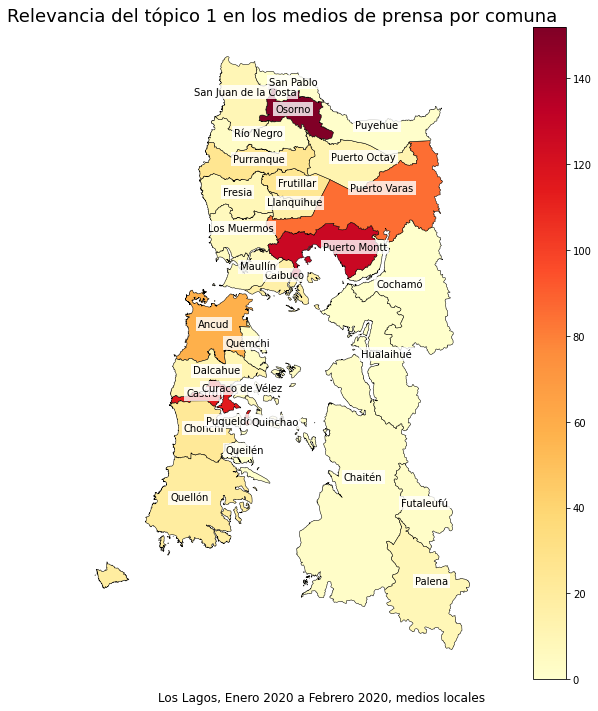 Relevancia del tópico 1 en los medios de prensa por comuna
San Pablo
San Juan de la Costa
Osorno
Puyehue
Río Negro
Purranque
Puerto Octay
Frutillar
Puerto Varas
Fresia
Llanquihue
Los Muermos
Puerto Montt
Maullín
Calbuco
Cochamó
Ancud
Quemchi
Hualaihué
Dalcahue
Curaco de Vélez
Castro
Puqueldón
Quinchao
Chonchi
Queilén
Chaitén
Quellón
Futaleufú
Palena
140
120
100
80
60
40
20
0
Los Lagos, Enero 2020 a Febrero 2020, medios locales